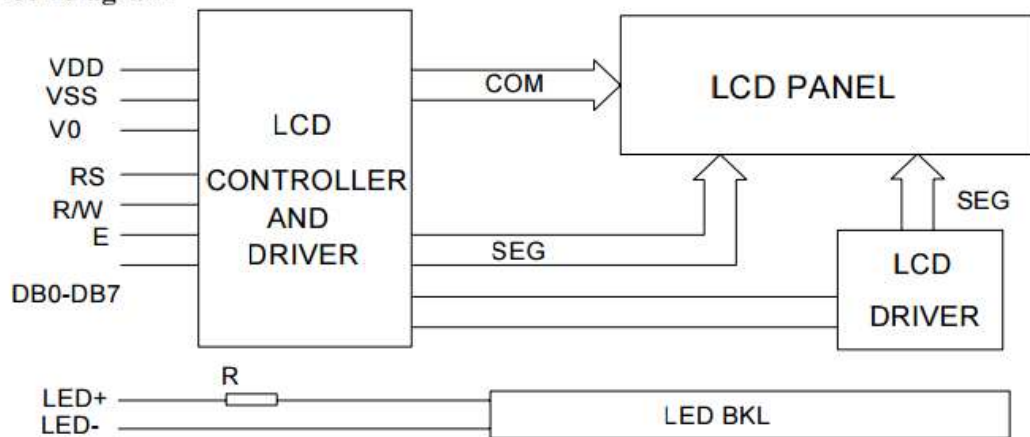 VDD
VSS
V0
RS
R/W
E
DB0-DB7
LCD
CONTROLLER
AND
DRIVER
COM
SEG
LCD PANEL
SEG
LCD
DRIVER
R
LED+
LED-
LED BKL